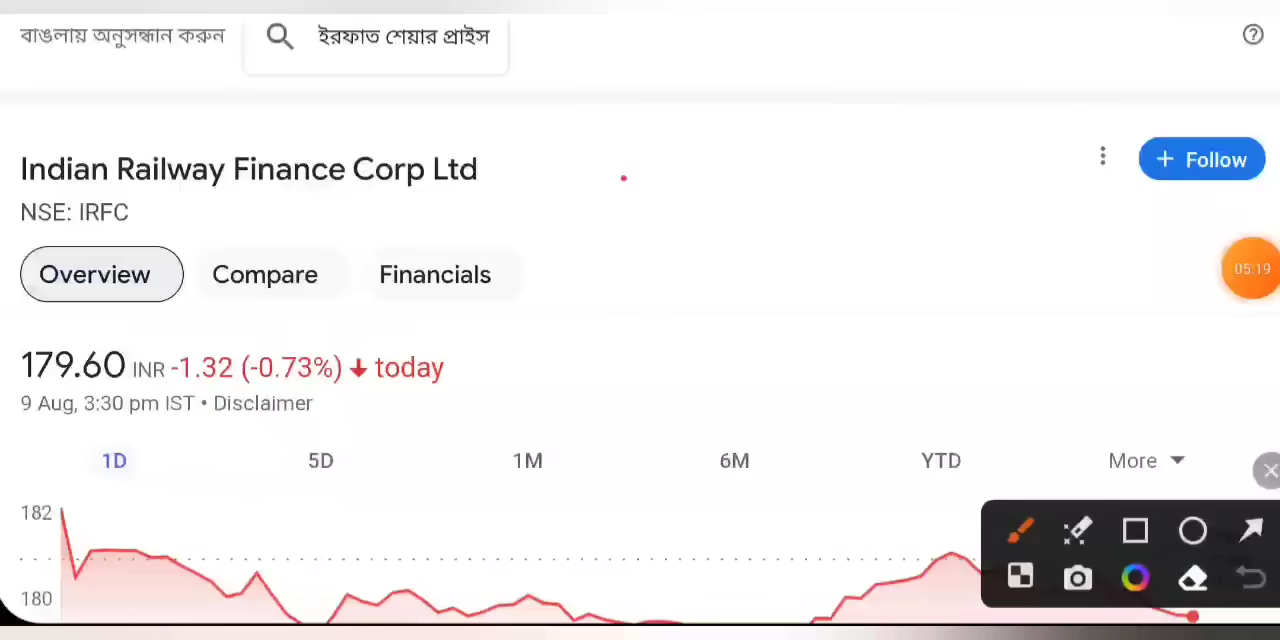 বাঙলায় অনুসন্ধান করুন
ইরফাত শেয়ার প্রাইস
Indian Railway Finance Corp Ltd
+ Follow
NSE: IRFC
Overview
Compare
Financials
05:19
179.60 INR -1.32 (-0.73%) ↓ today
9 Aug, 3:30 pm IST • Disclaimer
1D
5D
1M
6M
YTD
More
182
180